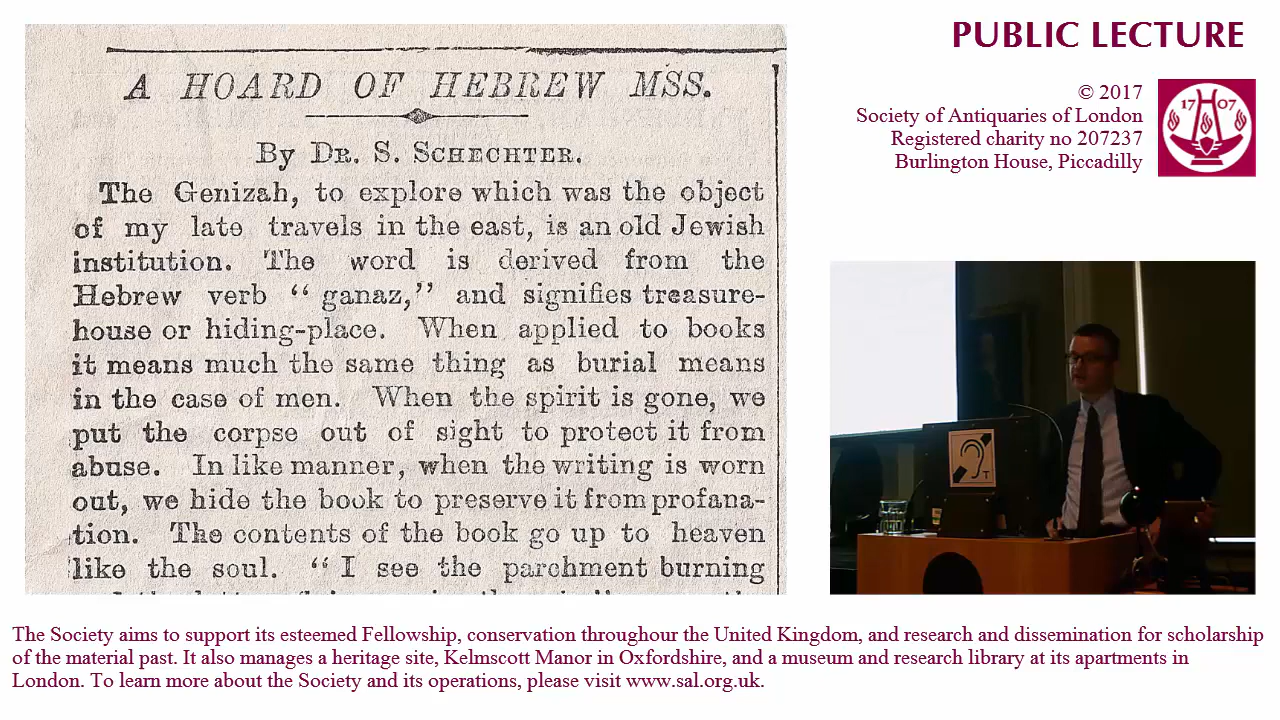 PUBLIC LECTURE
© 2017
Society of Antiquaries of London
Registered charity no 207237
Burlington House, Piccadilly
17 07
A HOARD OF HEBREW MSS.
By Dr. S. Schechter.
The Genizah, to explore which was the object
of my late travels in the east, is an old Jewish
institution. The word is derived from the
Hebrew verb “ ganaz,” and signifies treasure-
house or hiding-place. When applied to books
it means much the same thing as burial means
in the case of men. When the spirit is gone, we
put the corpse out of sight to protect it from
abuse. In like manner, when the writing is worn
out, we hide the book to preserve it from profana-
tion. The contents of the book go up to heaven
like the soul. “ I see the parchment burning
T
The Society aims to support its esteemed Fellowship, conservation throughour the United Kingdom, and research and dissemination for scholarship
of the material past. It also manages a heritage site, Kelmscott Manor in Oxfordshire, and a museum and research library at its apartments in
London. To learn more about the Society and its operations, please visit www.sal.org.uk.